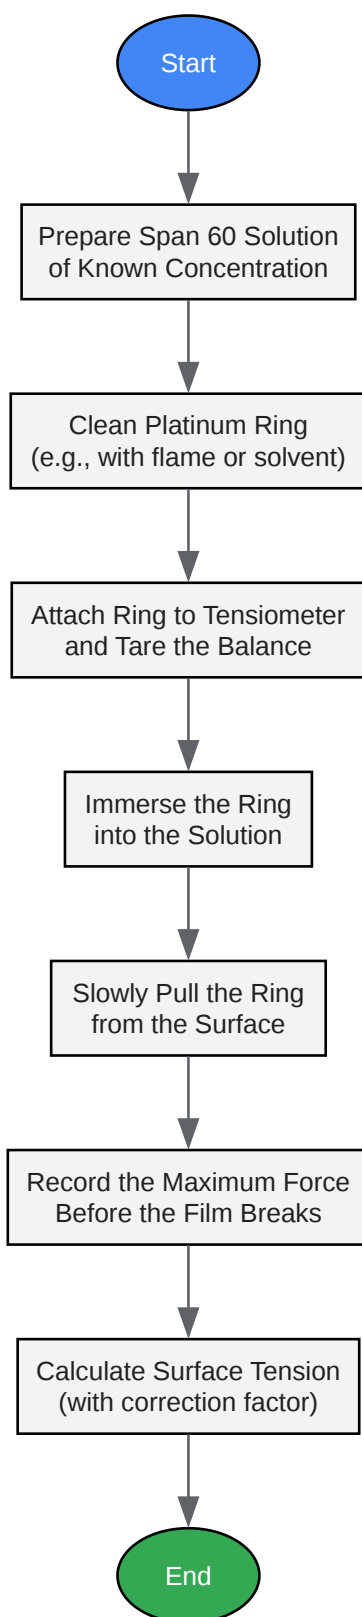 Start
Prepare Span 60 Solution
of Known Concentration
Clean Platinum Ring
(e.g., with flame or solvent)
Attach Ring to Tensiometer
and Tare the Balance
Immerse the Ring
into the Solution
Slowly Pull the Ring
from the Surface
Record the Maximum Force
Before the Film Breaks
Calculate Surface Tension
(with correction factor)
End